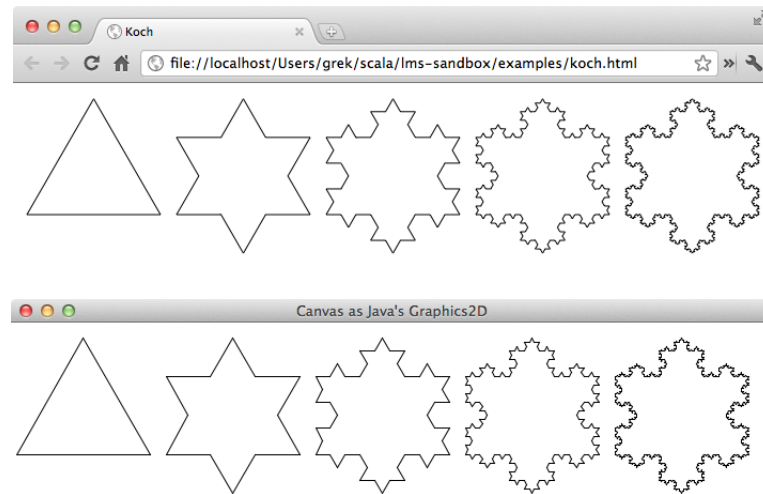 Koch
file://localhost/Users/grek/scala/lms-sandbox/examples/koch.html
Canvas as Java's Graphics2D